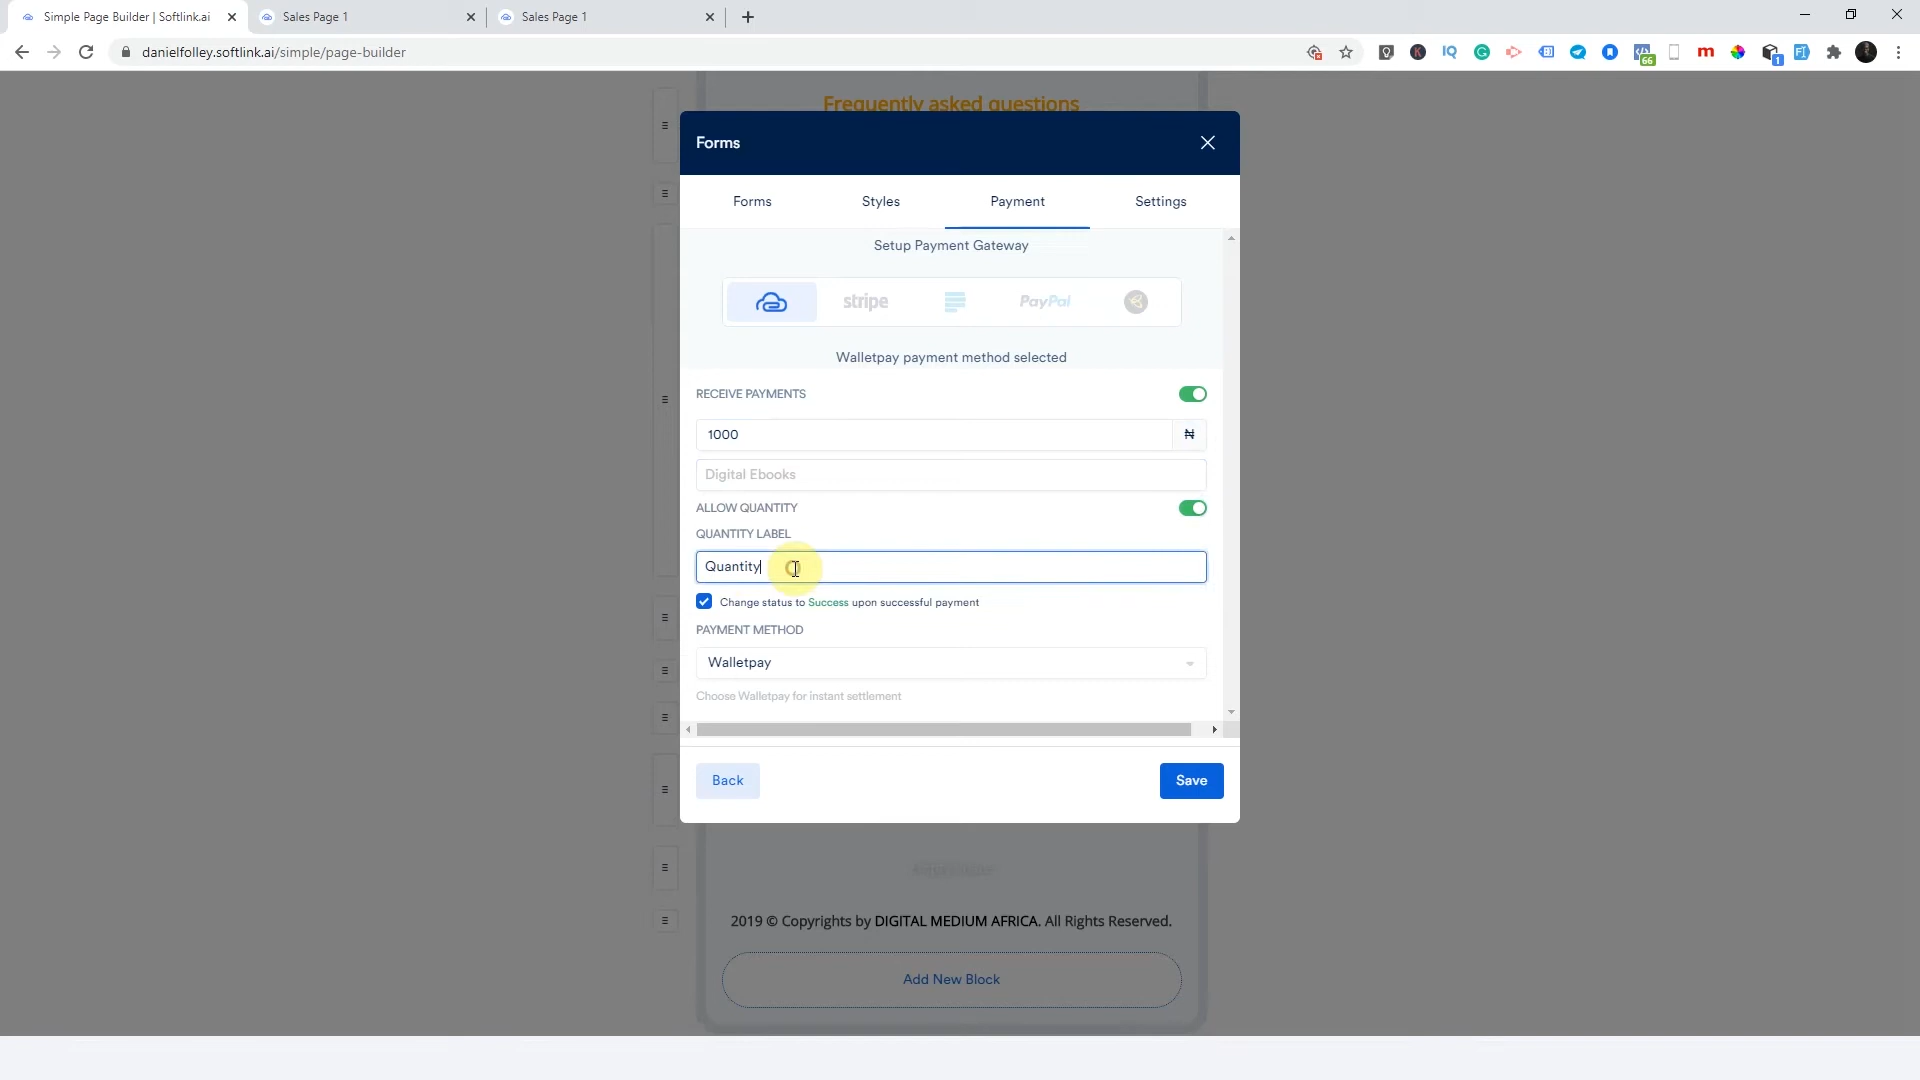 Simple Page Builder | Softlink.ai
Sales Page 1
Sales Page 1
danielfolley.softlink.ai/simple/page-builder
IQ
66
m
1
Frequently asked questions
Forms
Forms
Styles
Payment
Settings
Setup Payment Gateway
stripe
PayPal
Walletpay payment method selected
RECEIVE PAYMENTS
1000
₦
Digital Ebooks
ALLOW QUANTITY
QUANTITY LABEL
Quantity
Change status to Success upon successful payment
PAYMENT METHOD
Walletpay
Choose Walletpay for instant settlement
Back
Save
2019 © Copyrights by DIGITAL MEDIUM AFRICA. All Rights Reserved.
Add New Block